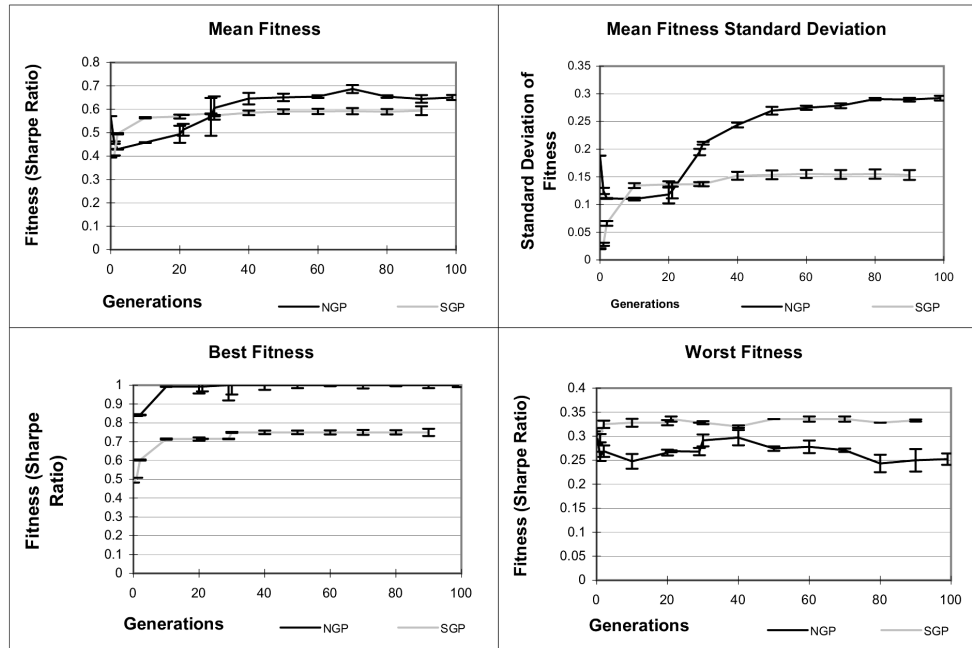 Mean Fitness
Fitness (Sharpe Ratio)
0.8
0.7
0.6
0.5
0.4
0.3
0.2
0.1
0
0 20 40 60 80 100
Generations
NGP SGP
Mean Fitness Standard Deviation
Standard Deviation of
Fitness
0.35
0.3
0.25
0.2
0.15
0.1
0.05
0
0 20 40 60 80 100
Generations
NGP SGP
Best Fitness
Fitness (Sharpe
Ratio)
1
0.9
0.8
0.7
0.6
0.5
0.4
0.3
0.2
0.1
0
0 20 40 60 80 100
Generations
NGP SGP
Worst Fitness
Fitness (Sharpe Ratio)
0.4
0.35
0.3
0.25
0.2
0.15
0.1
0.05
0
0 20 40 60 80 100
Generations
NGP SGP